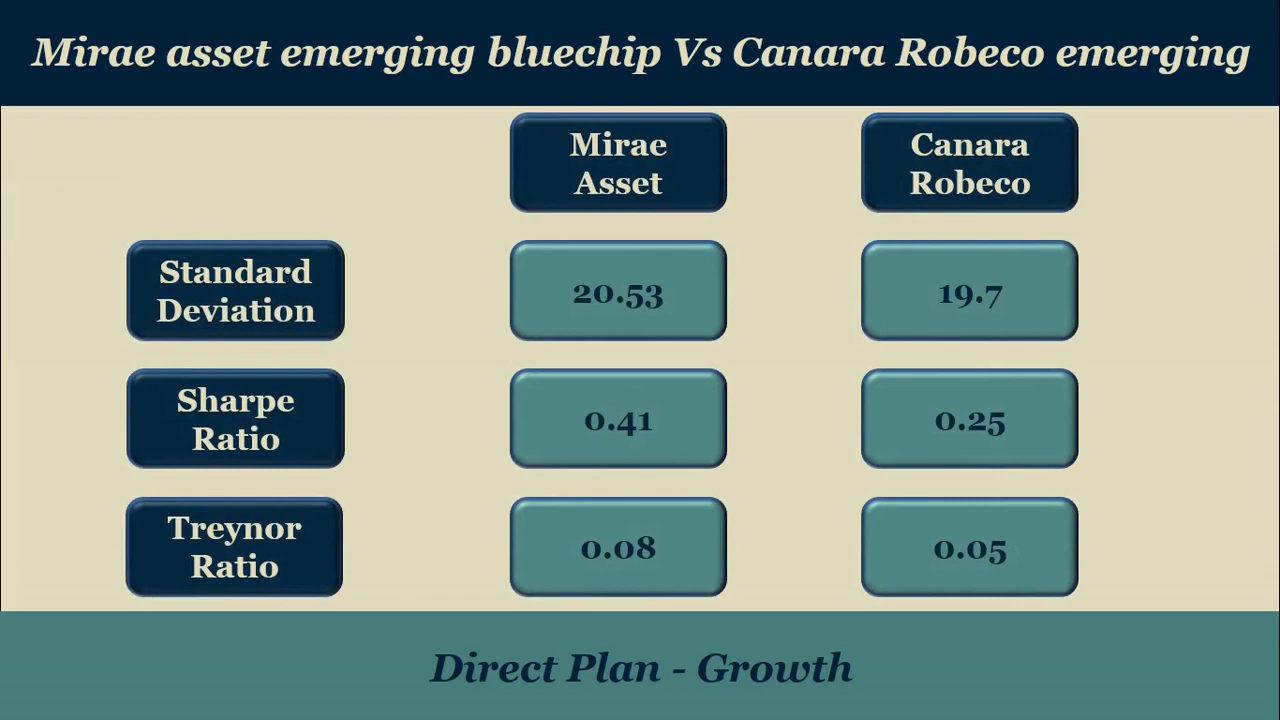 Mirae asset emerging bluechip Vs Canara Robeco emerging
Mirae
Asset
Canara
Robeco
Standard
Deviation
20.53
19.7
Sharpe
Ratio
0.41
0.25
Treynor
Ratio
0.08
0.05
Direct Plan - Growth